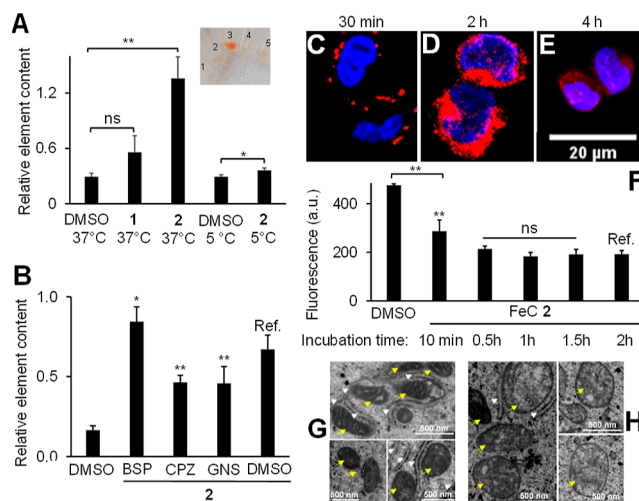 A
Relative element content
1.2
0.6
0
**
ns
*
1
2
3
4
5
DMSO 1 2 DMSO 2
37°C 37°C 37°C 5 °C 5°C
B
Relative element content
1.0
0.5
0.0
*
**
**
Ref.
DMSO BSP CPZ GNS DMSO
2
30 min 2 h 4 h
C D E
20 µm
F
Fluorescence (a.u.)
400
200
0
**
**
ns
Ref.
DMSO
FeC 2
Incubation time: 10 min 0.5h 1h 1.5h 2h
G
500 nm
500 nm
500 nm
H
500 nm
500 nm
500 nm